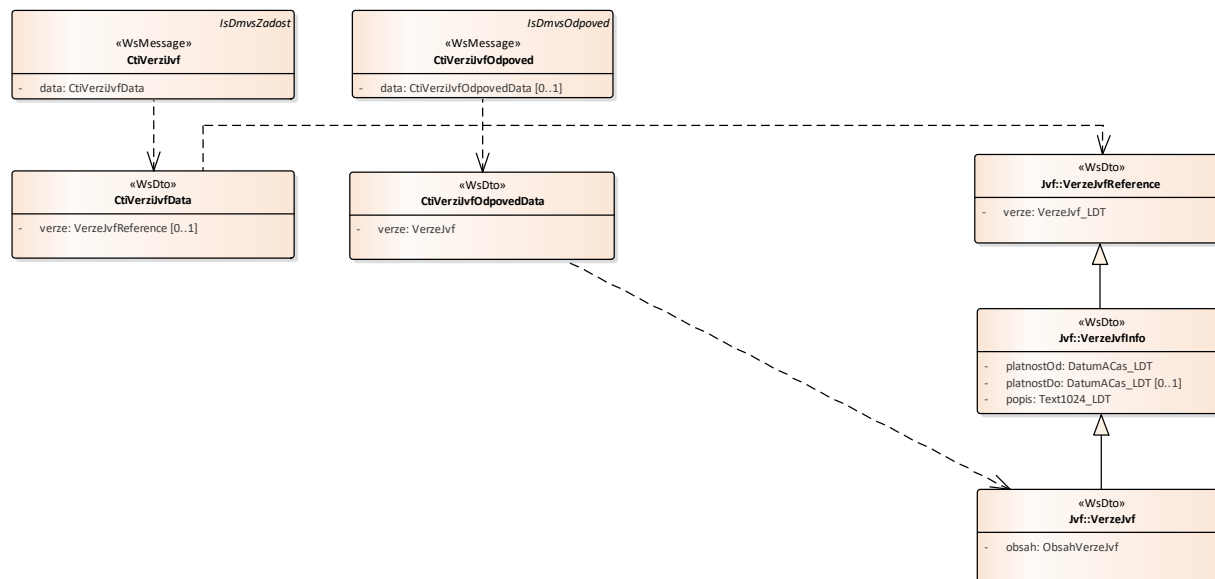 IsDmvsZadost
«WsMessage»
CtiVerziJvf
- data: CtiVerziJvfData
IsDmvsOdpoved
«WsMessage»
CtiVerziJvfOdpoved
- data: CtiVerziJvfOdpovedData [0..1]
«WsDto»
CtiVerziJvfData
- verze: VerzeJvfReference [0..1]
«WsDto»
CtiVerziJvfOdpovedData
- verze: VerzeJvf
«WsDto»
Jvf::VerzeJvfReference
- verze: VerzeJvf_LDT
«WsDto»
Jvf::VerzeJvfInfo
- platnostOd: DatumACas_LDT
- platnostDo: DatumACas_LDT [0..1]
- popis: Text1024_LDT
«WsDto»
Jvf::VerzeJvf
- obsah: ObsahVerzeJvf